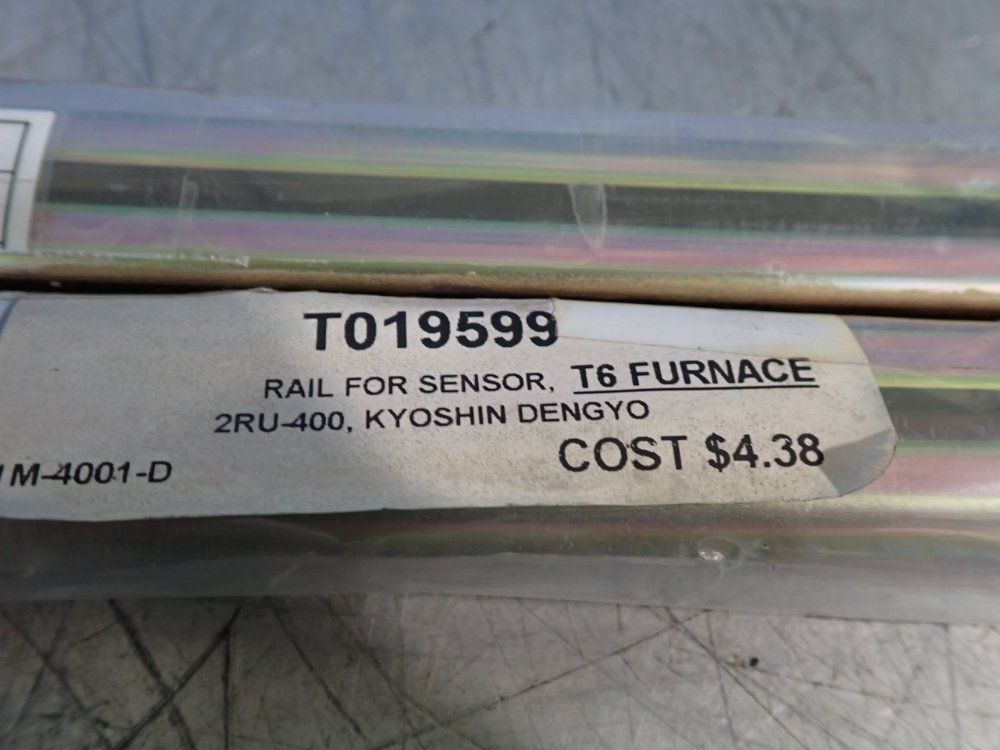 T019599
RAIL FOR SENSOR, T6 FURNACE
2RU-400, KYOSHIN DENGYO
COST $4.38
M-4001-D